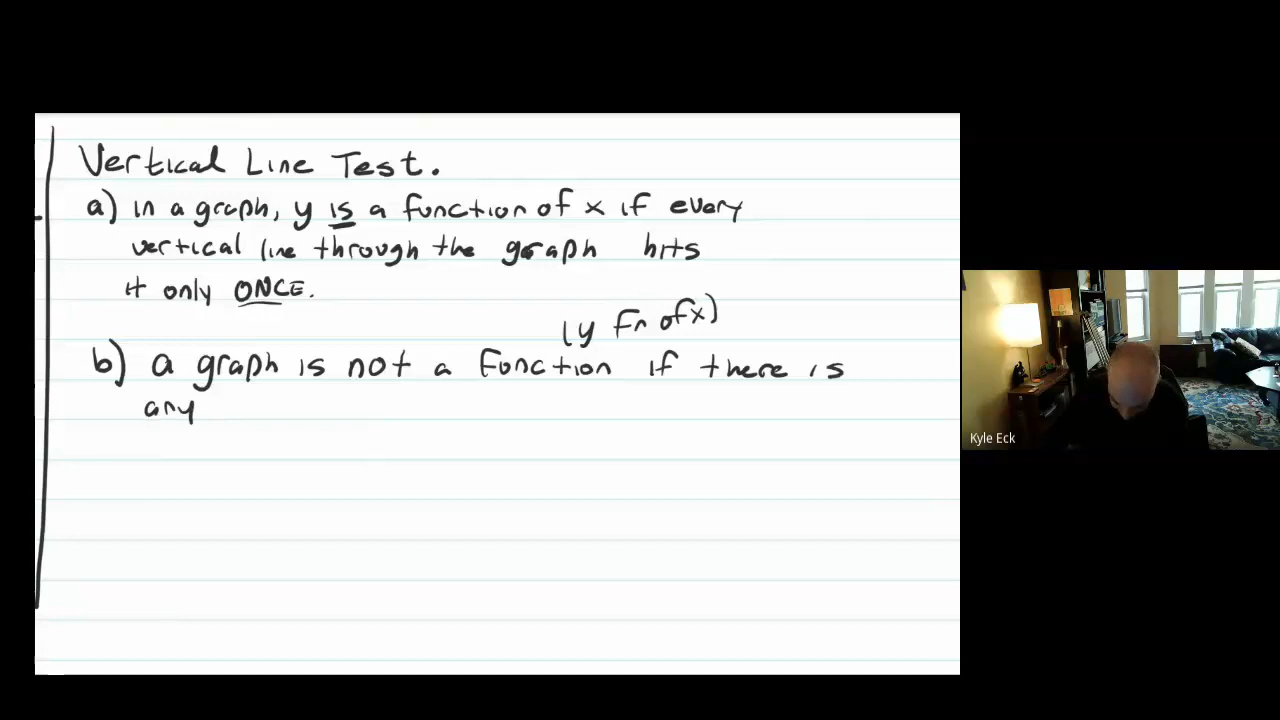 Vertical Line Test.
a) in a graph, y is a function of x if every
vertical line through the graph hits
it only ONCE.
(y Fn of x)
b) a graph is not a Function if there is
any
Kyle Eck